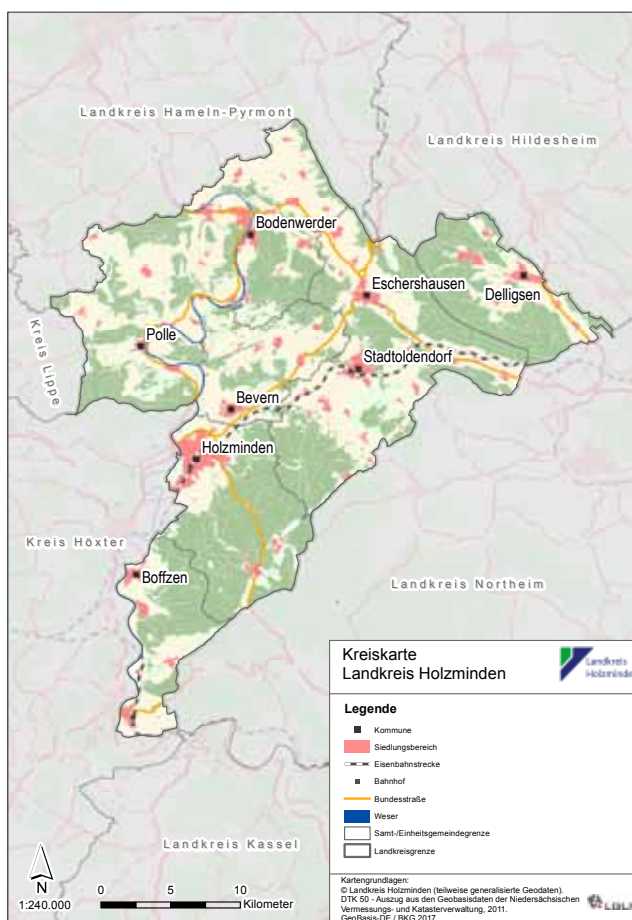 Landkreis Hameln-Pyrmont
Landkreis Hildesheim
Bodenwerder
Eschershausen
Delligsen
Polle
Kreis Lippe
Stadtoldendorf
Bevern
Holzminden
Kreis Höxter
Boffzen
Landkreis Northeim
Landkreis Kassel
Kreiskarte
Landkreis Holzminden
Landkreis
Holzminden
Legende
Kommune
Siedlungsbereich
Eisenbahnstrecke
Bahnhof
Bundesstraße
Weser
Samt-/Einheitsgemeindegrenze
Landkreisgrenze
N
1:240.000
0 5 10
Kilometer
Kartengrundlagen:
© Landkreis Holzminden (teilweise generalisierte Geodaten).
DTK 50 - Auszug aus den Geobasisdaten der Niedersächsischen
Vermessungs- und Katasterverwaltung, 2011.
GeoBasis-DE / BKG 2017
LGLN